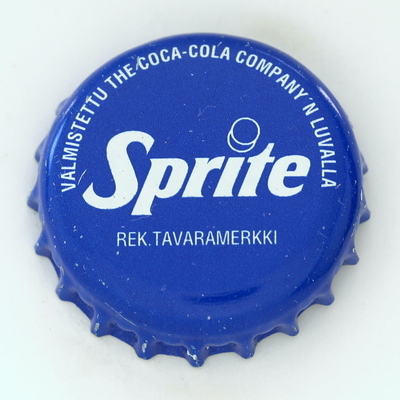 VALMISTETTU THE COCA-COLA COMPANY'N LUVALLA
Sprite
REK.TAVARAMERKKI